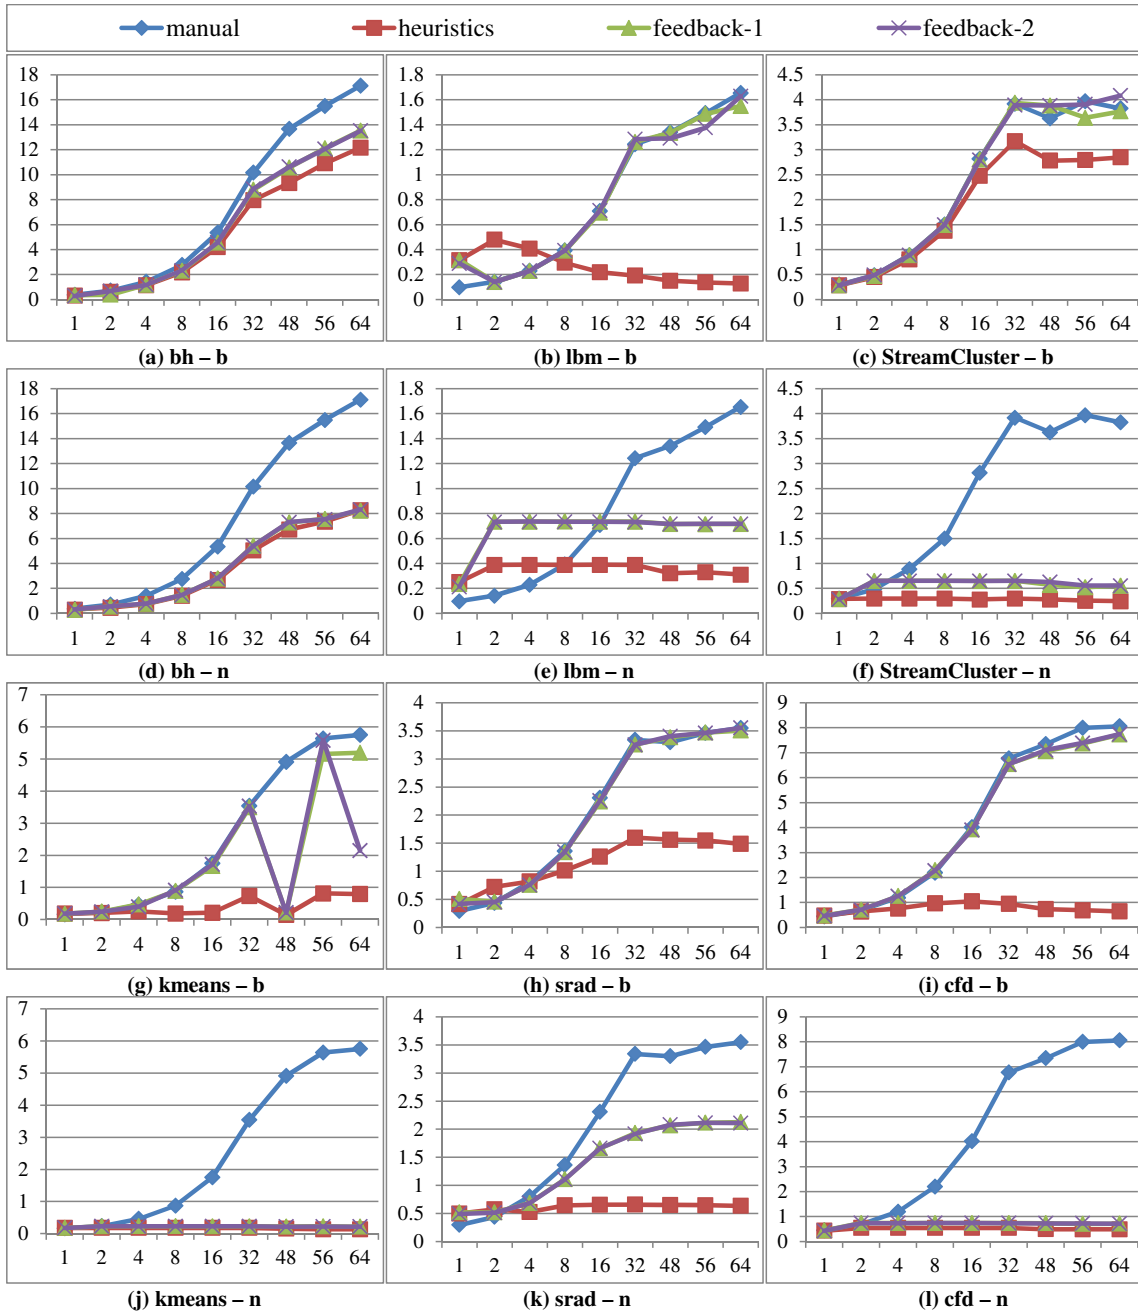 manual heuristics feedback-1 feedback-2
18 16 14 12 10 8 6 4 2 0
1 2 4 8 16 32 48 56 64
(a) bh – b
1.8 1.6 1.4 1.2 1 0.8 0.6 0.4 0.2 0
1 2 4 8 16 32 48 56 64
(b) lbm – b
4.5 4 3.5 3 2.5 2 1.5 1 0.5 0
1 2 4 8 16 32 48 56 64
(c) StreamCluster – b
18 16 14 12 10 8 6 4 2 0
1 2 4 8 16 32 48 56 64
(d) bh – n
1.8 1.6 1.4 1.2 1 0.8 0.6 0.4 0.2 0
1 2 4 8 16 32 48 56 64
(e) lbm – n
4.5 4 3.5 3 2.5 2 1.5 1 0.5 0
1 2 4 8 16 32 48 56 64
(f) StreamCluster – n
7 6 5 4 3 2 1 0
1 2 4 8 16 32 48 56 64
(g) kmeans – b
4 3.5 3 2.5 2 1.5 1 0.5 0
1 2 4 8 16 32 48 56 64
(h) srad – b
9 8 7 6 5 4 3 2 1 0
1 2 4 8 16 32 48 56 64
(i) cfd – b
7 6 5 4 3 2 1 0
1 2 4 8 16 32 48 56 64
(j) kmeans – n
4 3.5 3 2.5 2 1.5 1 0.5 0
1 2 4 8 16 32 48 56 64
(k) srad – n
9 8 7 6 5 4 3 2 1 0
1 2 4 8 16 32 48 56 64
(l) cfd – n